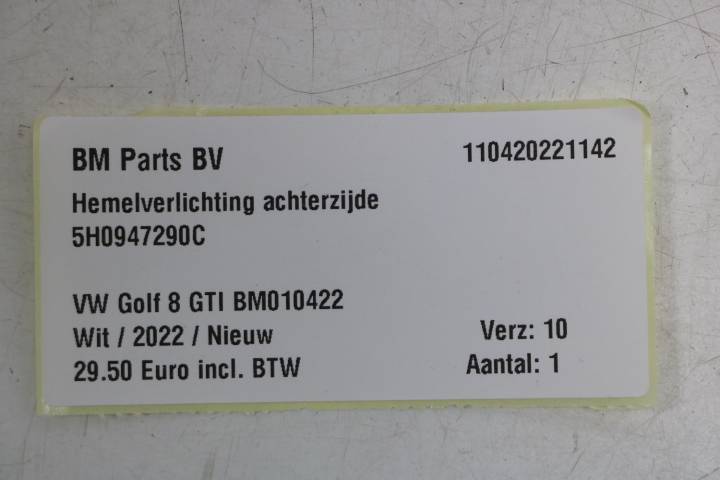 BM Parts BV 110420221142
Hemelverlichting achterzijde
5H0947290C
VW Golf 8 GTI BM010422
Wit / 2022 / Nieuw Verz: 10
29.50 Euro incl. BTW Aantal: 1